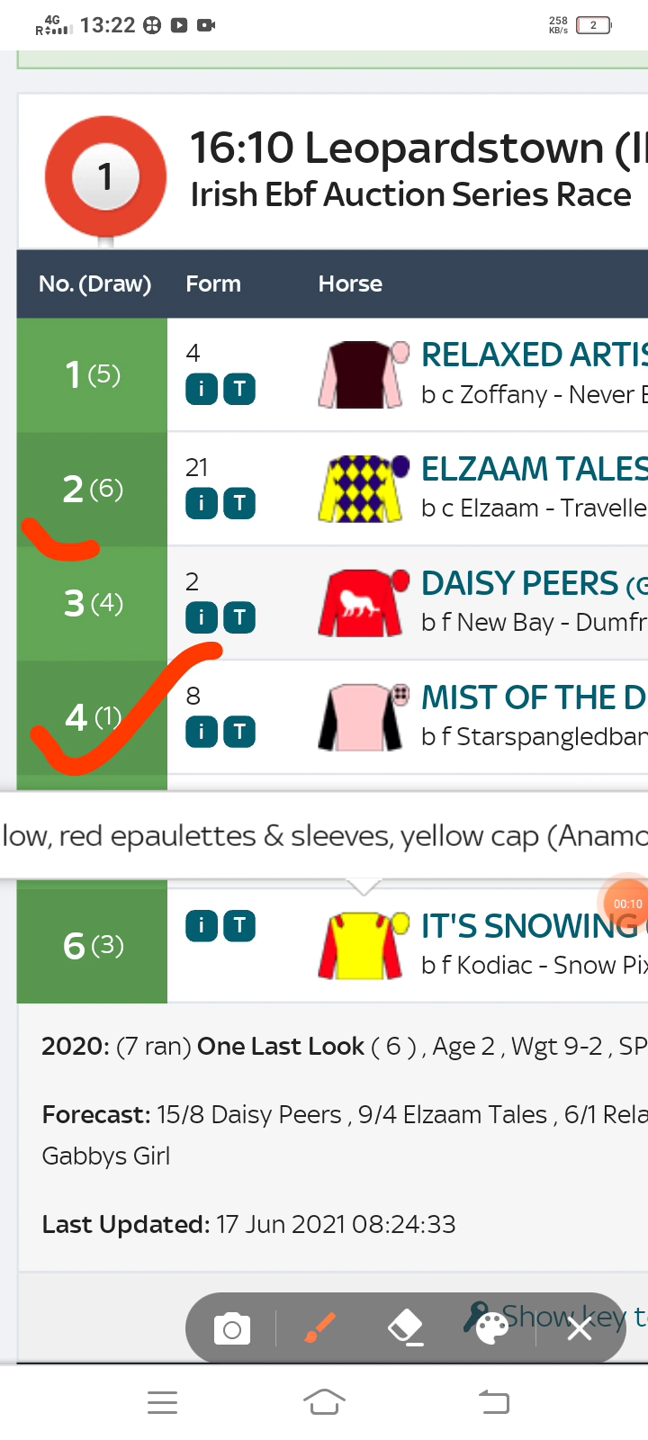 4G
R
13:22
258
KB/s
2
1
16:10 Leopardstown (I
Irish Ebf Auction Series Race
No. (Draw) Form Horse
1 (5)
4
i T
RELAXED ARTIS
b c Zoffany - Never B
2 (6)
21
i T
ELZAAM TALES
b c Elzaam - Travelle
3 (4)
2
i T
DAISY PEERS (G
b f New Bay - Dumfr
4 (1)
8
i T
MIST OF THE D
b f Starspangledban
low, red epaulettes & sleeves, yellow cap (Anamo
00:10
6 (3)
i T
IT'S SNOWING
b f Kodiac - Snow Pix
2020: (7 ran) One Last Look ( 6 ) , Age 2 , Wgt 9-2 , SP
Forecast: 15/8 Daisy Peers , 9/4 Elzaam Tales , 6/1 Rela
Gabbys Girl
Last Updated: 17 Jun 2021 08:24:33
Show key t